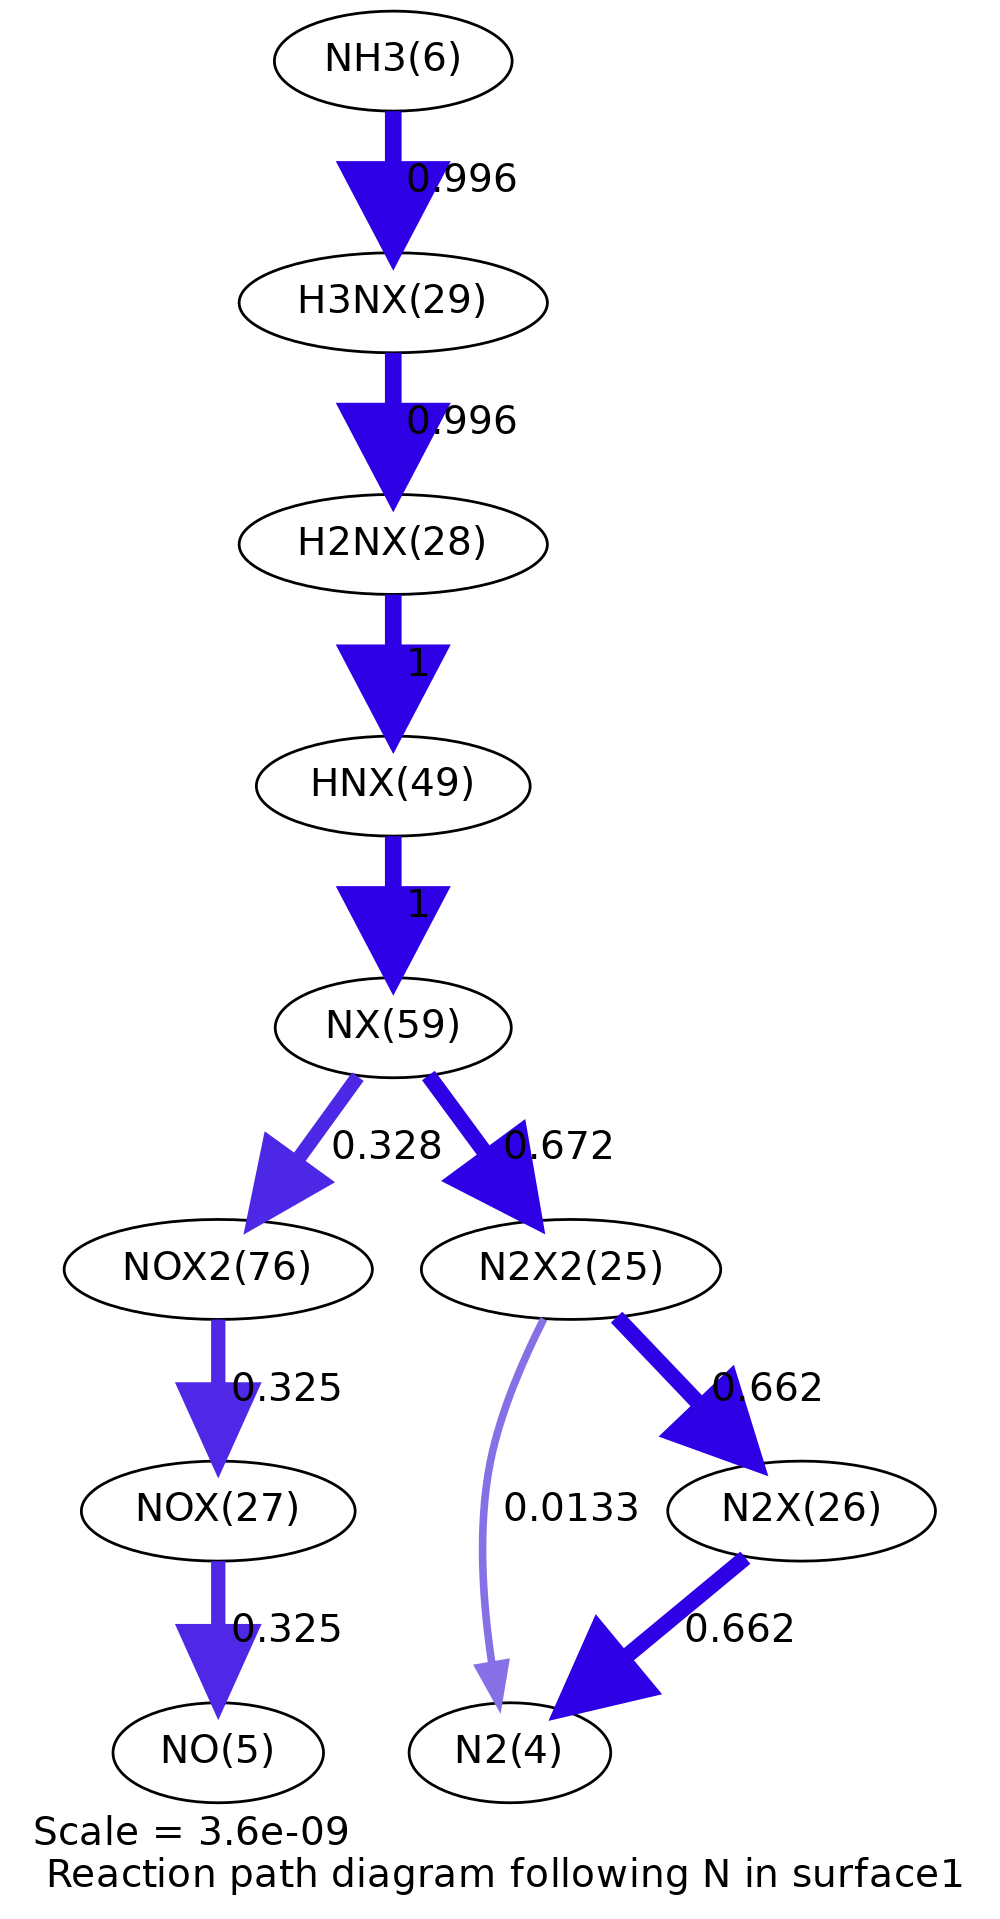 NH3(6)
0.996
H3NX(29)
0.996
H2NX(28)
1
HNX(49)
1
NX(59)
0.328
0.672
NOX2(76)
N2X2(25)
0.325
0.662
NOX(27)
0.0133
N2X(26)
0.325
0.662
NO(5)
N2(4)
Scale = 3.6e-09
Reaction path diagram following N in surface1